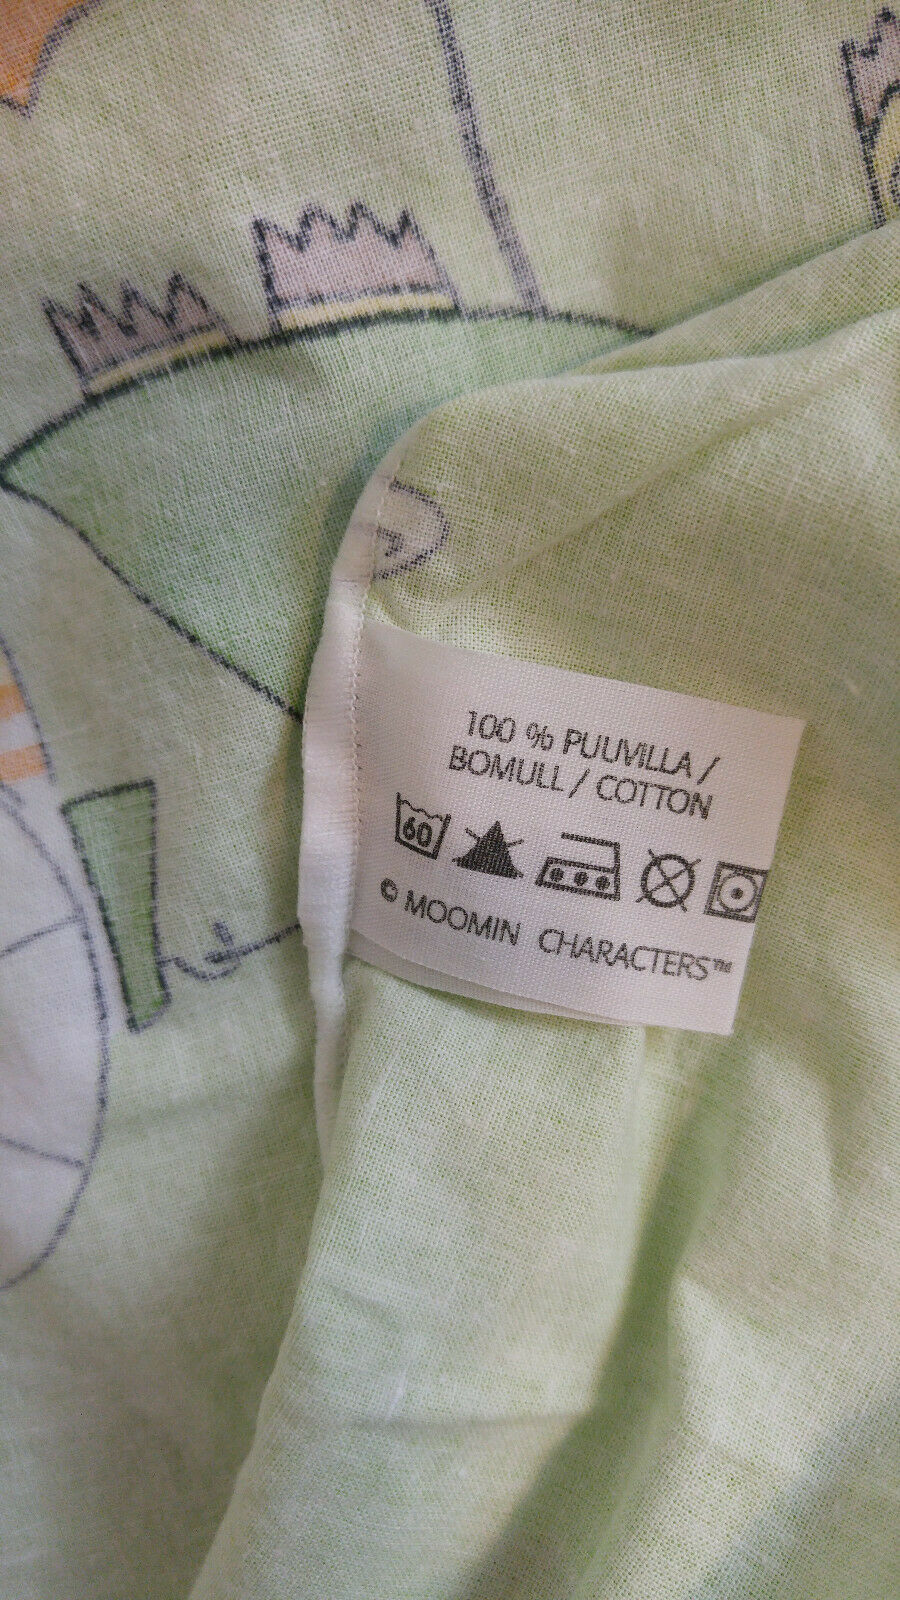 100 % PUUVILLA /
BOMULL / COTTON
60
© MOOMIN CHARACTERS™